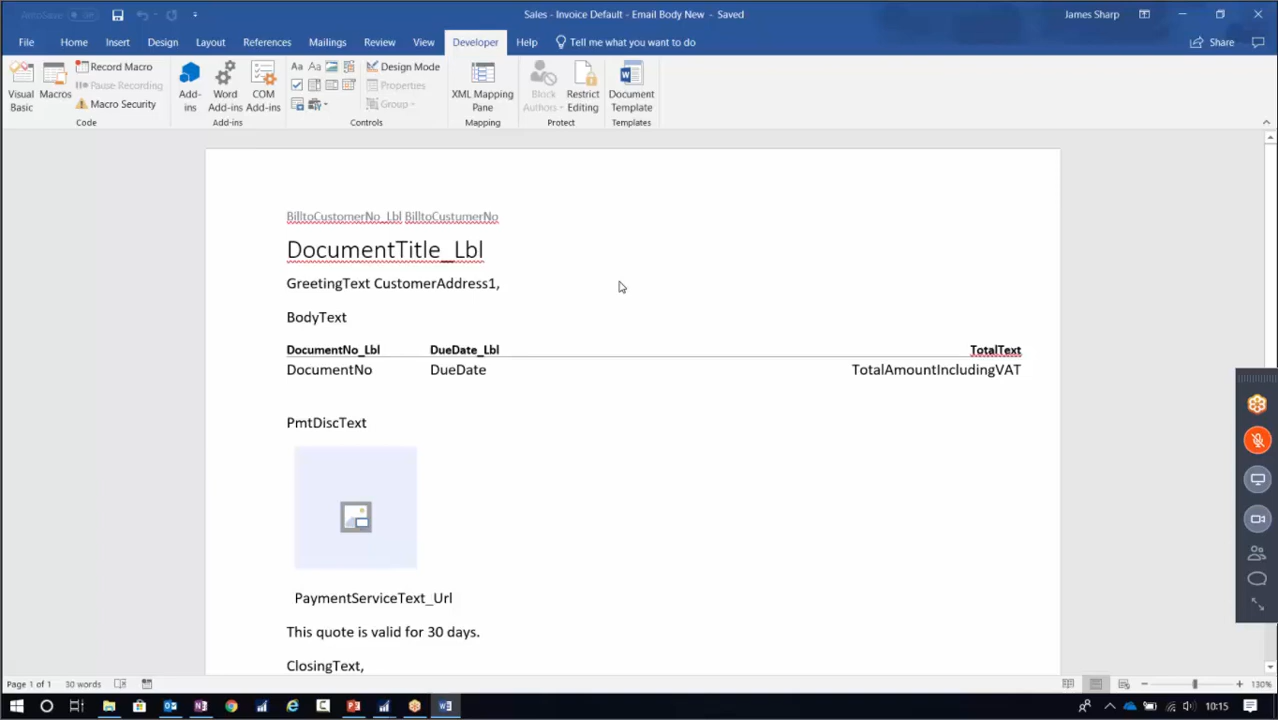 AutoSave Off
Sales - Invoice Default - Email Body New - Saved
James Sharp
File Home Insert Design Layout References Mailings Review View Developer Help Tell me what you want to do Share
Visual Basic
Macros
Record Macro
Pause Recording
Macro Security
Code
Add-ins
Word Add-ins
COM Add-ins
Add-ins
Aa Aa
Design Mode
Properties
Group
Controls
XML Mapping Pane
Mapping
Block Authors
Restrict Editing
Protect
Document Template
Templates
BilltoCustomerNo_Lbl BilltoCustumerNo
DocumentTitle_Lbl
GreetingText CustomerAddress1,
BodyText
DocumentNo_Lbl DueDate_Lbl TotalText
DocumentNo DueDate TotalAmountIncludingVAT
PmtDiscText
PaymentServiceText_Url
This quote is valid for 30 days.
ClosingText,
Page 1 of 1 30 words 130%
10:15